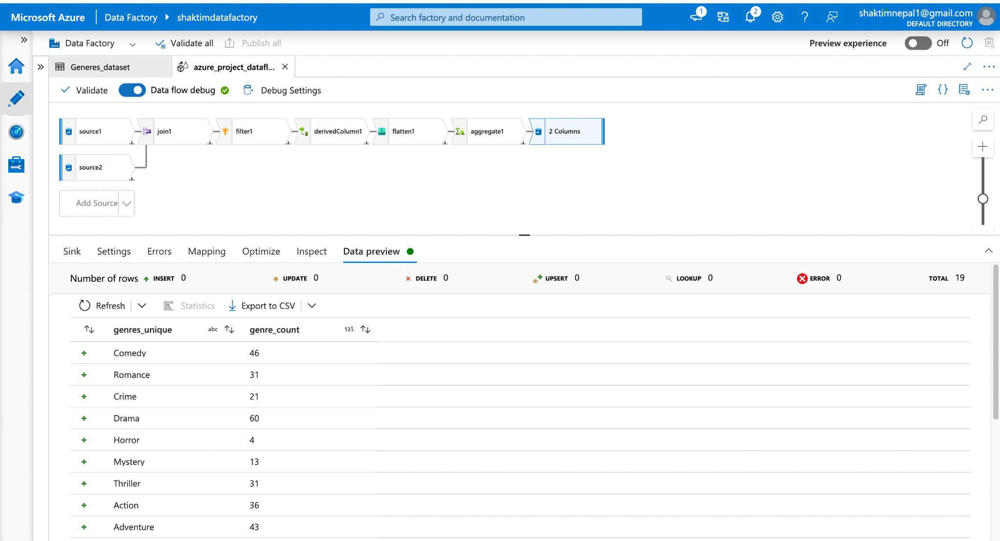 Microsoft Azure Data Factory shaktimdatafactory Search factory and documentation 1 2 shaktimnepal1@gmail.com
DEFAULT DIRECTORY
Data Factory Validate all Publish all Preview experience Off
Generes_dataset azure_project_datafl...
Validate Data flow debug Debug Settings
source1 join1 filter1 derivedColumn1 flatten1 aggregate1 2 Columns
source2
Add Source
Sink Settings Errors Mapping Optimize Inspect Data preview
Number of rows INSERT 0 UPDATE 0 DELETE 0 UPSERT 0 LOOKUP 0 ERROR 0 TOTAL 19
Refresh Statistics Export to CSV
genres_unique abc genre_count 12l
Comedy 46
Romance 31
Crime 21
Drama 60
Horror 4
Mystery 13
Thriller 31
Action 36
Adventure 43